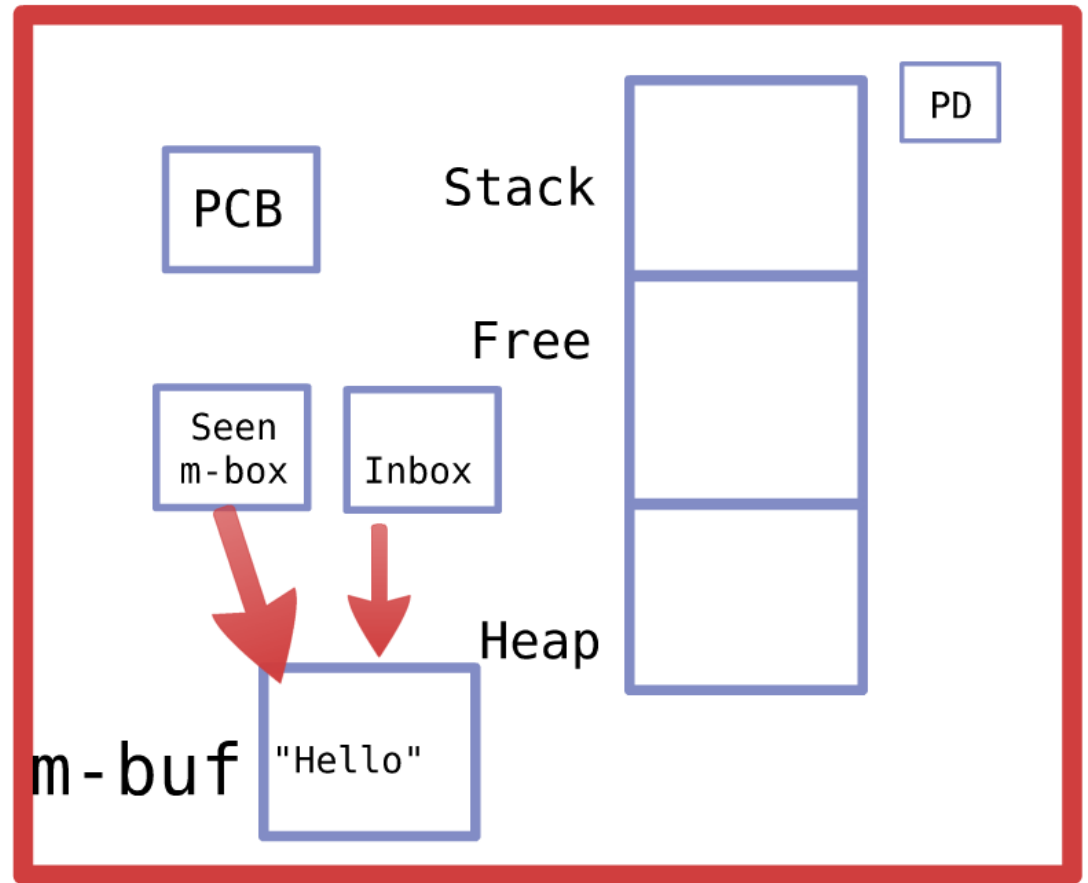 PD
Stack
PCB
Free
Seen
m-box
Inbox
Heap
m-buf
"Hello"